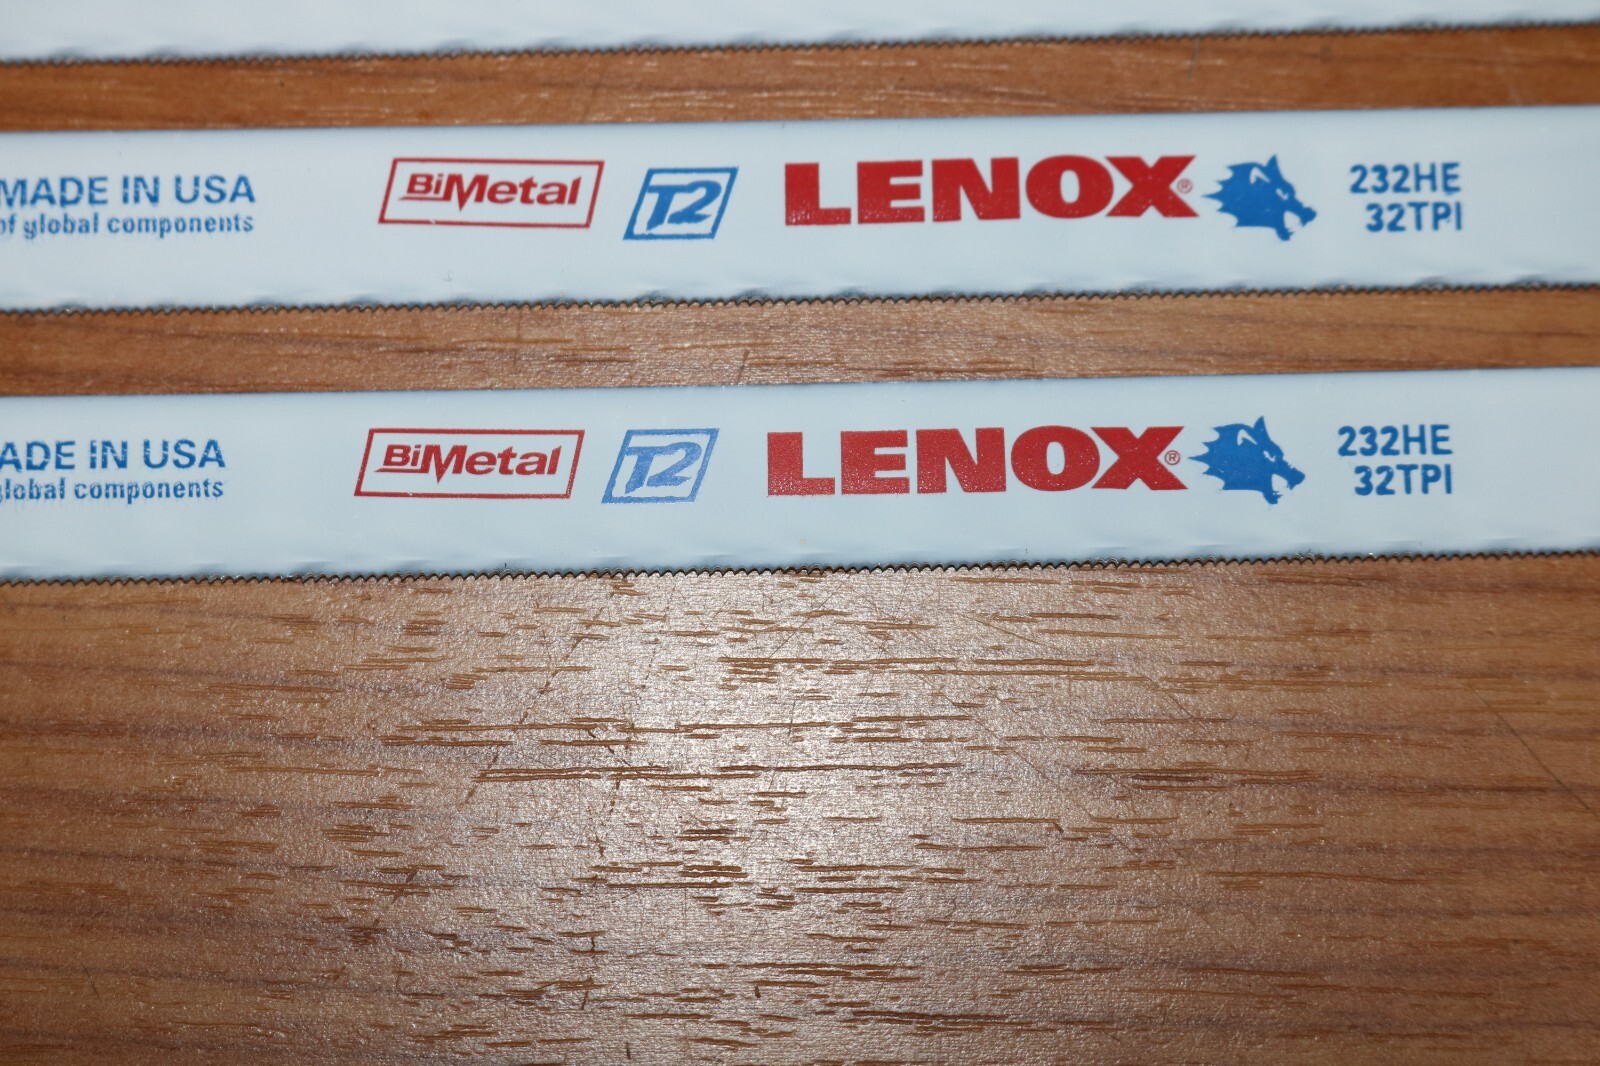 MADE IN USA
of global components
BiMetal
T2
LENOX®
232HE
32TPI
ADE IN USA
global components
BiMetal
T2
LENOX®
232HE
32TPI